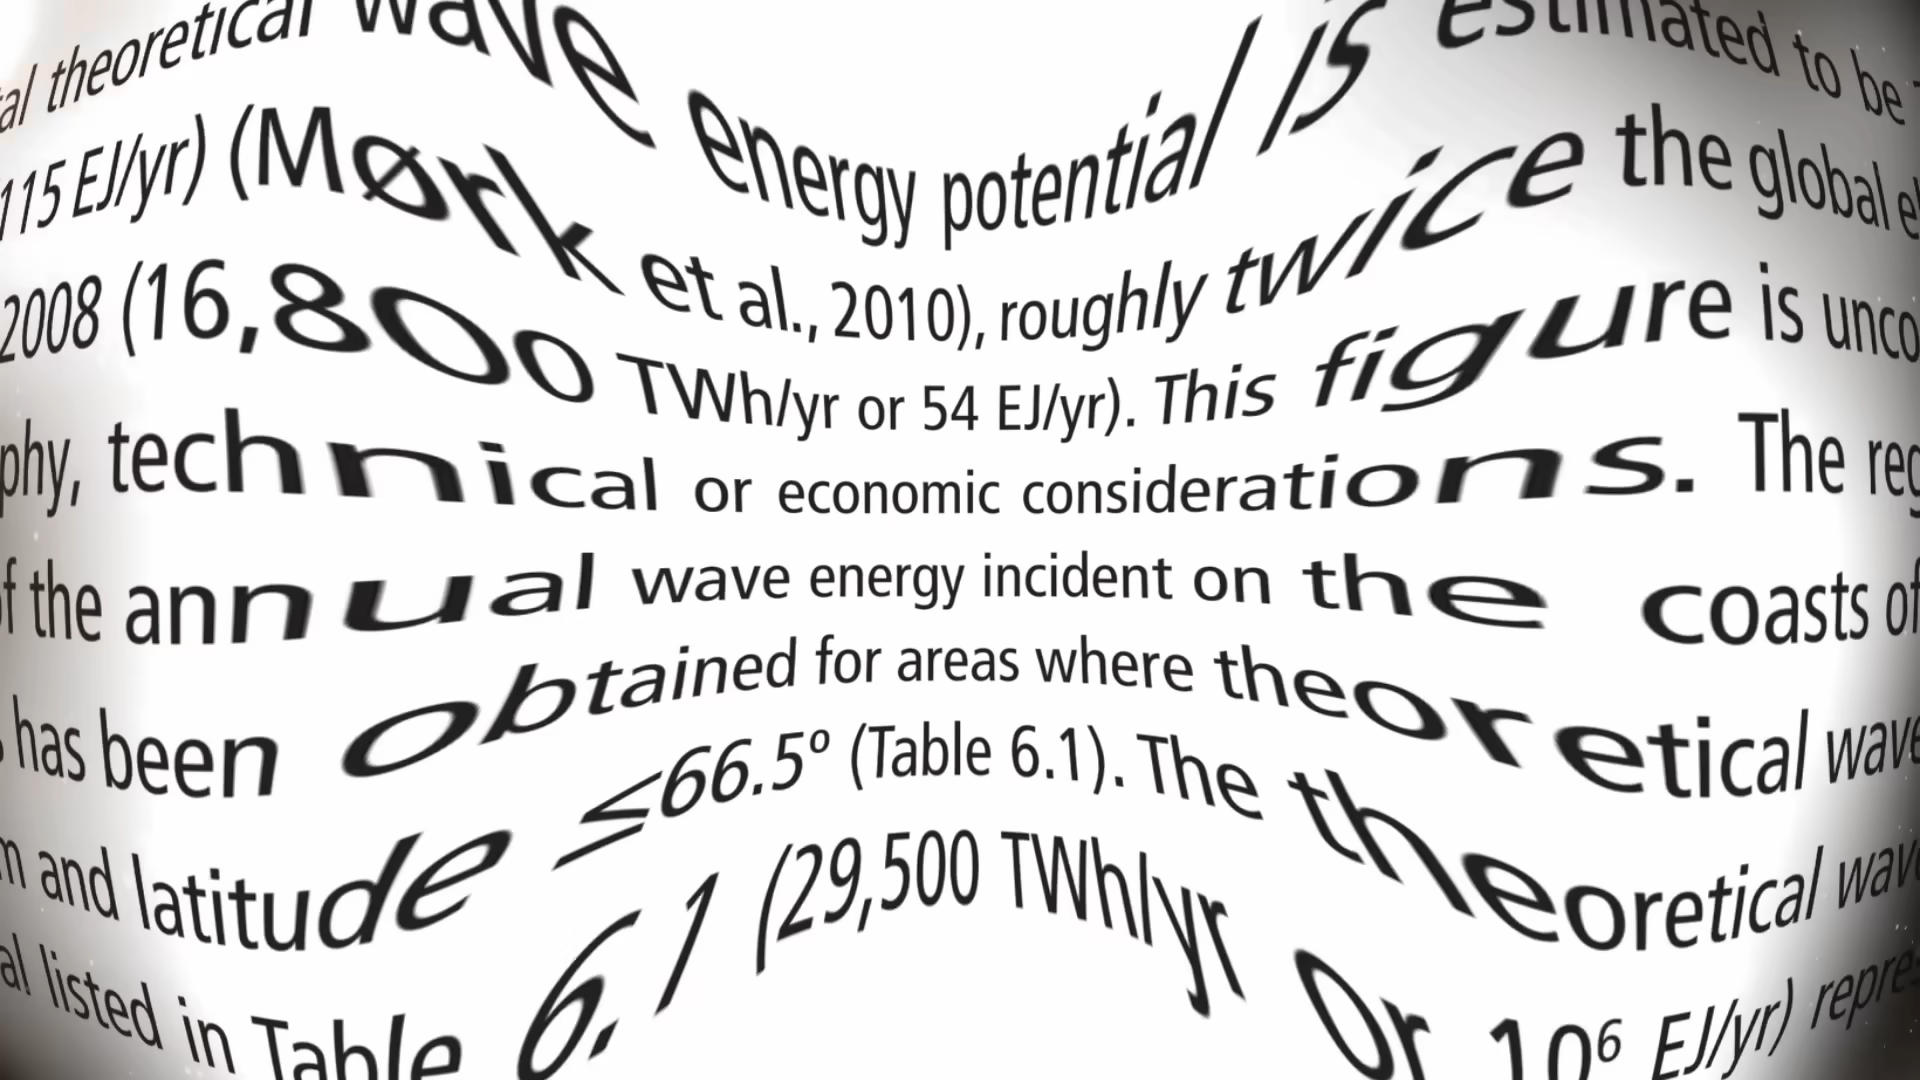 al theoretical wave energy potential is estimated to be
115 EJ/yr) (Mørk et al., 2010), roughly twice the global
2008 (16,800 TWh/yr or 54 EJ/yr). This figure is unco
phy, technical or economic considerations. The reg
f the annual wave energy incident on the coasts of
has been obtained for areas where theoretical wave
m and latitude ≤66.5º (Table 6.1). The theoretical wave
al listed in Table 6.1 (29,500 TWh/yr or 10⁶ EJ/yr) repres